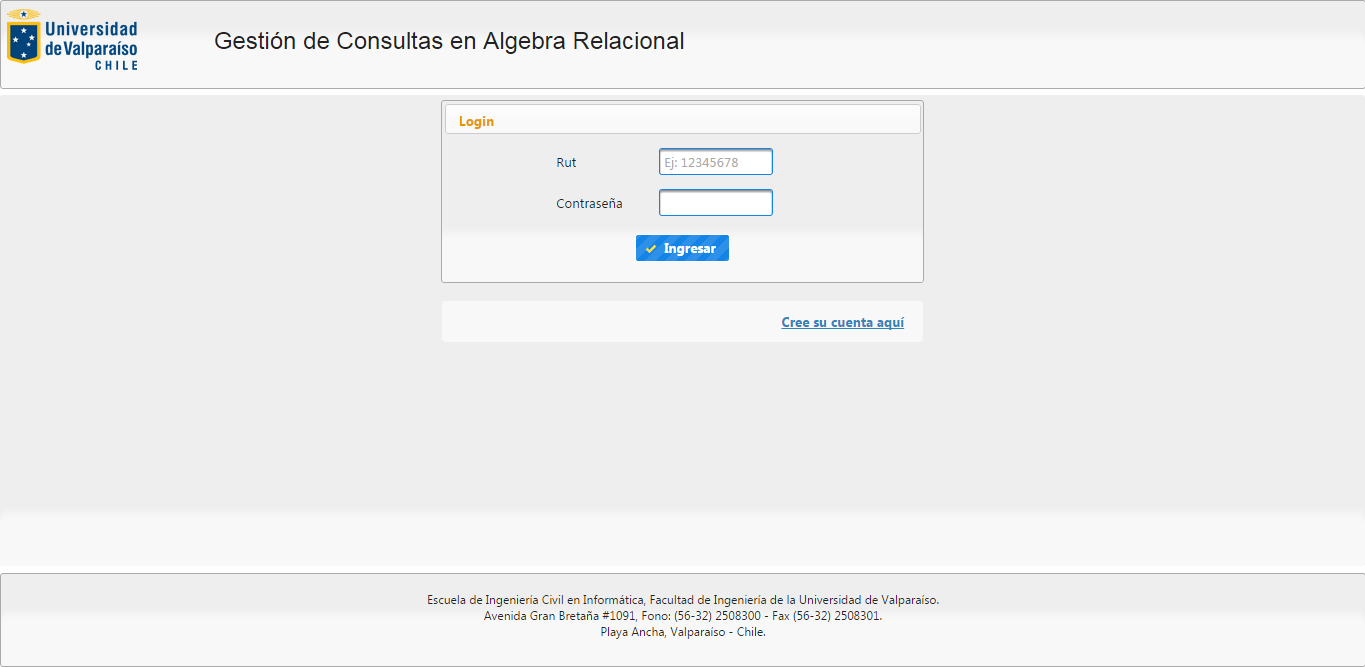 Universidad
de Valparaíso
CHILE
Gestión de Consultas en Algebra Relacional
Login
Rut
Ej: 12345678
Contraseña
Ingresar
Cree su cuenta aquí
Escuela de Ingeniería Civil en Informática, Facultad de Ingeniería de la Universidad de Valparaíso.
Avenida Gran Bretaña #1091, Fono: (56-32) 2508300 - Fax (56-32) 2508301.
Playa Ancha, Valparaíso - Chile.